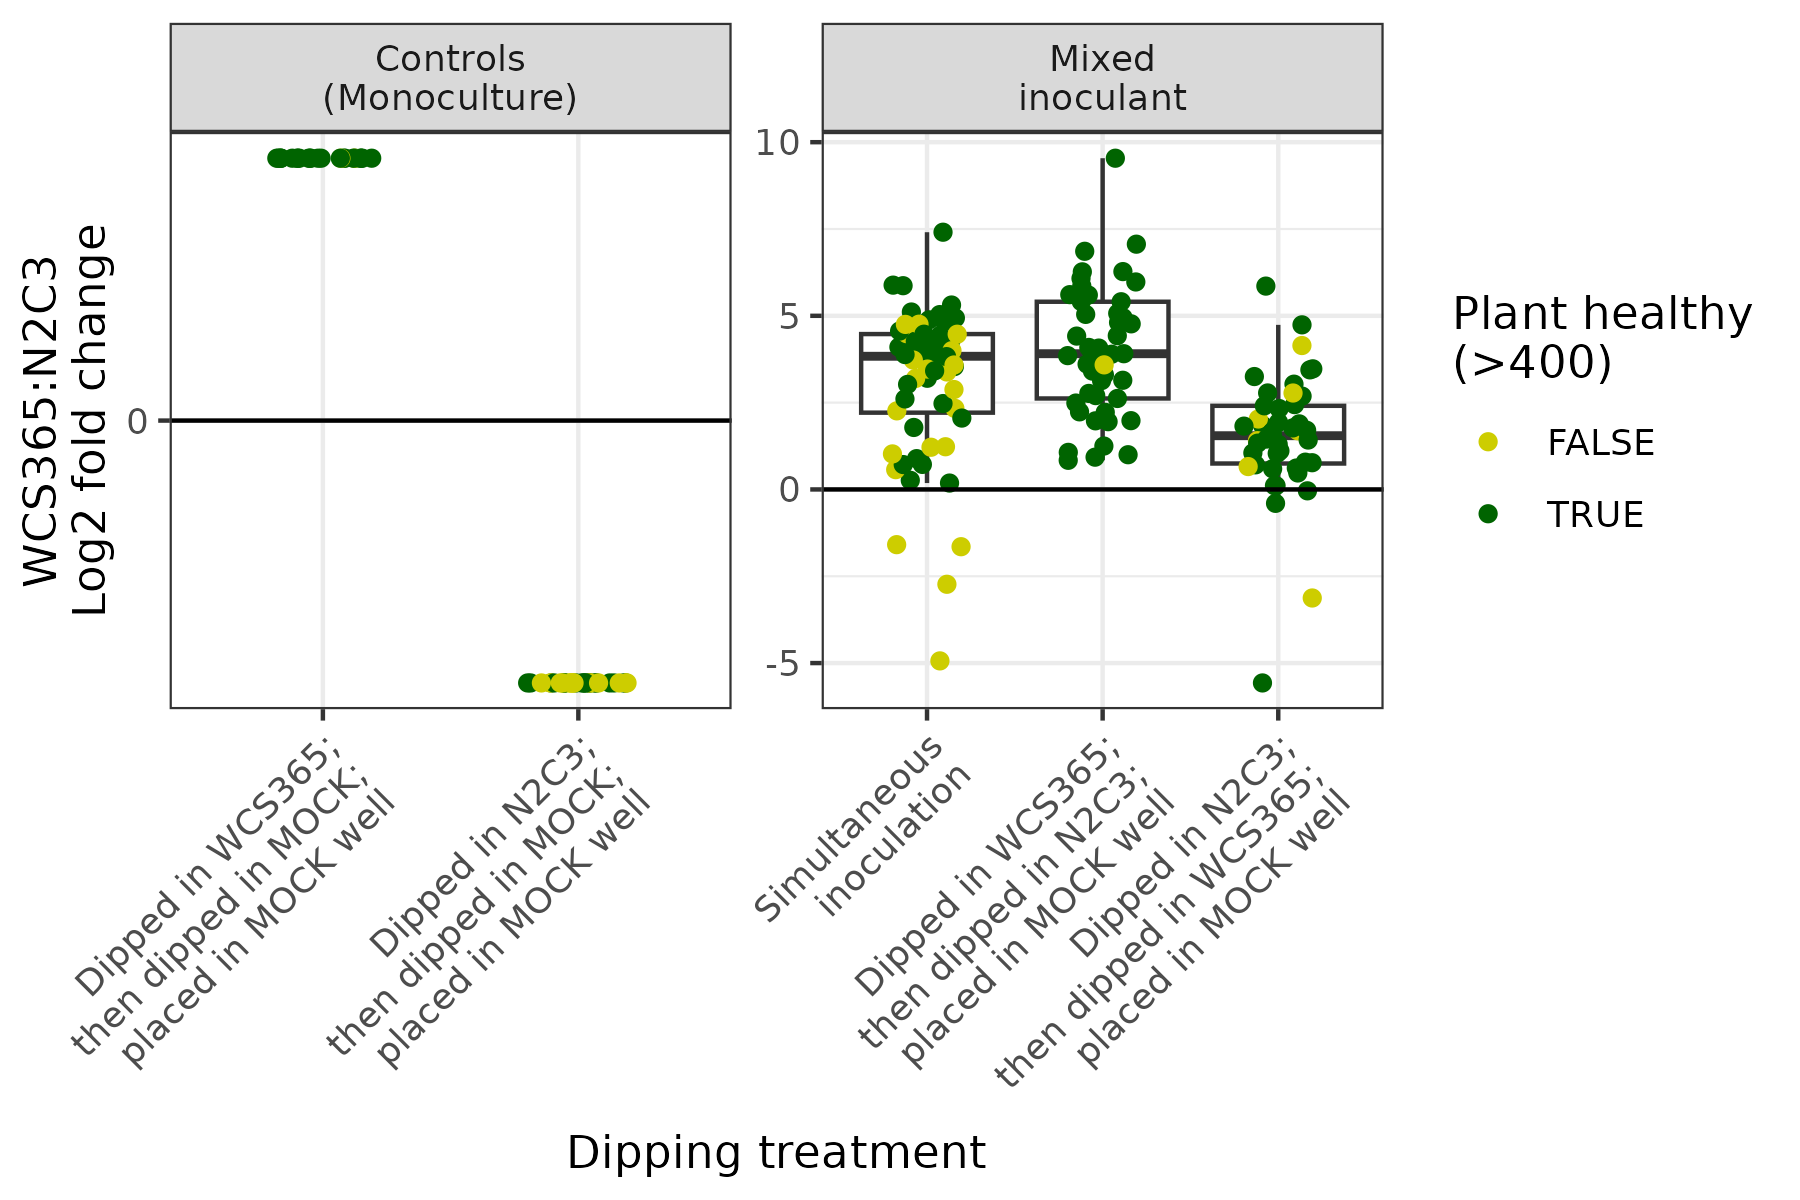 Controls
(Monoculture)
Mixed
inoculant
WCS365:N2C3
Log2 fold change
0
10
5
0
-5
Dipped in WCS365;
then dipped in MOCK;
placed in MOCK well
Dipped in N2C3;
then dipped in MOCK;
placed in MOCK well
Simultaneous
inoculation
Dipped in WCS365;
then dipped in N2C3;
placed in MOCK well
Dipped in N2C3;
then dipped in WCS365;
placed in MOCK well
Dipping treatment
Plant healthy
(>400)
FALSE
TRUE